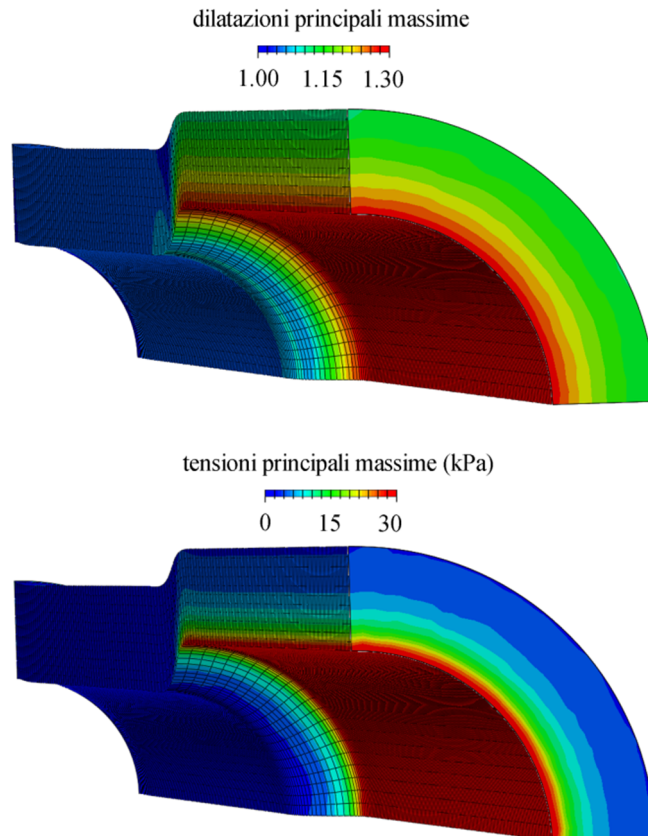 dilatazioni principali massime
1.00 1.15 1.30
tensioni principali massime (kPa)
0 15 30